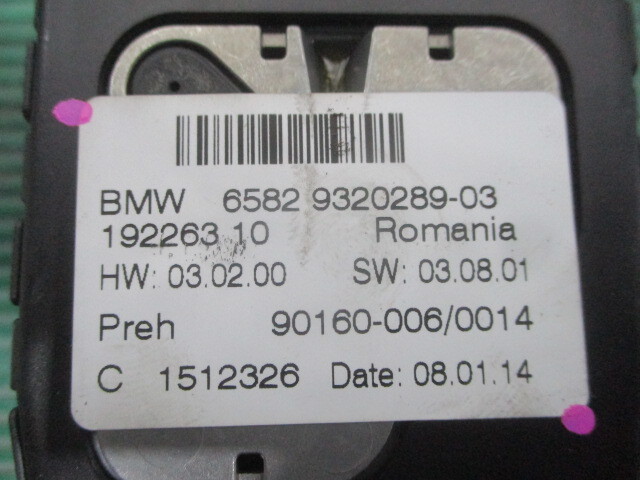 BMW 6582 9320289-03
192263 10 Romania
HW: 03.02.00 SW: 03.08.01
Preh 90160-006/0014
C 1512326 Date: 08.01.14